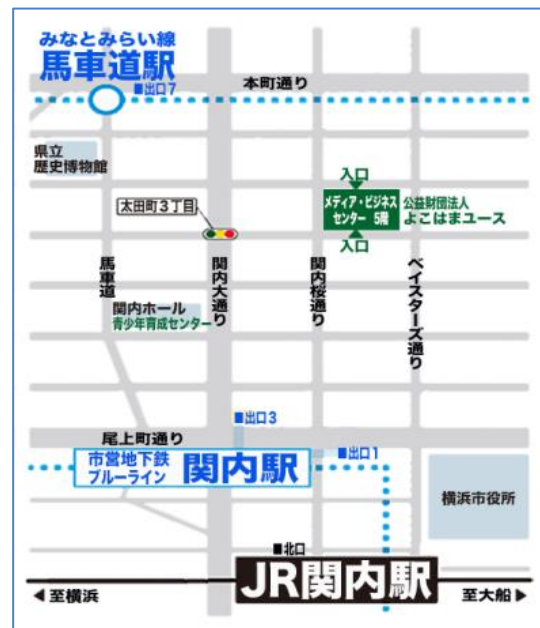 みなとみらい線
馬車道駅
■出口7
本町通り
県立
歴史博物館
入口
太田町3丁目
メディア・ビジネス
センター 5階
公益財団法人
よこはまユース
入口
馬車道
関内大通り
関内桜通り
ベイスターズ通り
関内ホール
青少年育成センター
■出口3
尾上町通り
市営地下鉄
ブルーライン
関内駅
■出口1
横浜市役所
■北口
JR関内駅
◀至横浜
至大船▶